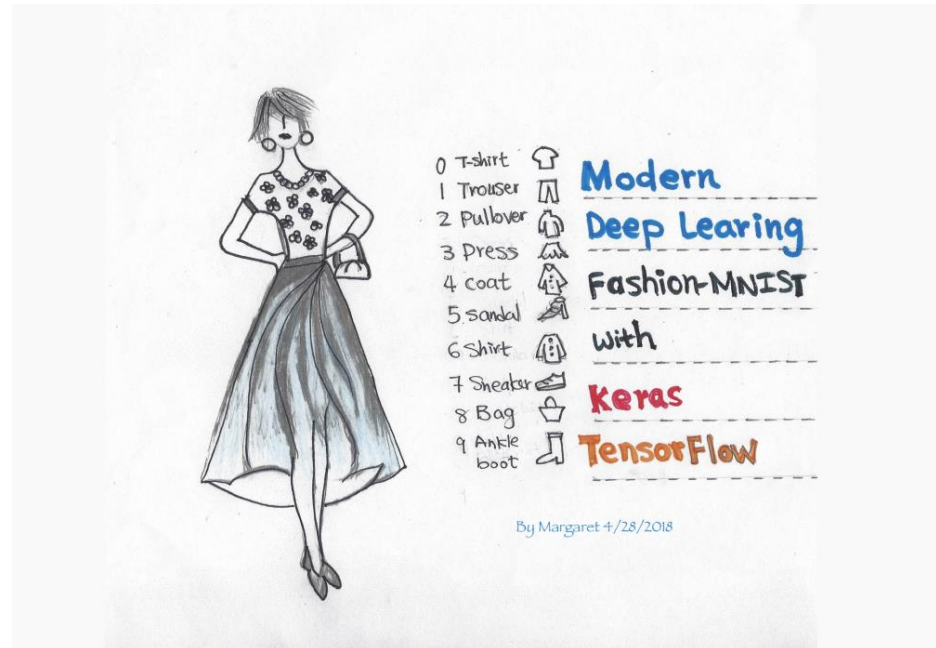 0 T-shirt
1 Trouser
2 Pullover
3 Press
4 Coat
5 Sandal
6 Shirt
7 Sneaker
8 Bag
9 Ankle
boot
Modern
Deep Learing
Fashion-MNIST
with
Keras
TensorFlow
By Margaret 4/28/2018